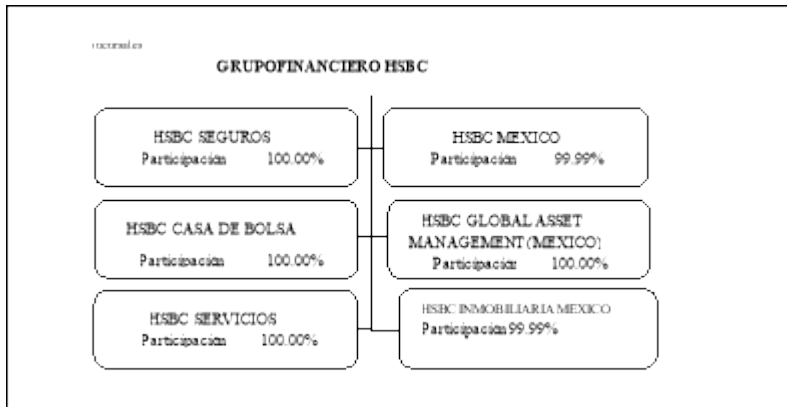 GRUPOFINANCIERO HSBC
HSBC SEGUROS
Participación 100.00%
HSBC MEXICO
Participación 99.99%
HSBC CASA DE BOLSA
Participación 100.00%
HSBC GLOBAL ASSET
MANAGEMENT (MEXICO)
Participación 100.00%
HSBC SERVICIOS
Participación 100.00%
HSBC INMOBILIARIA MEXICO
Participación 99.99%